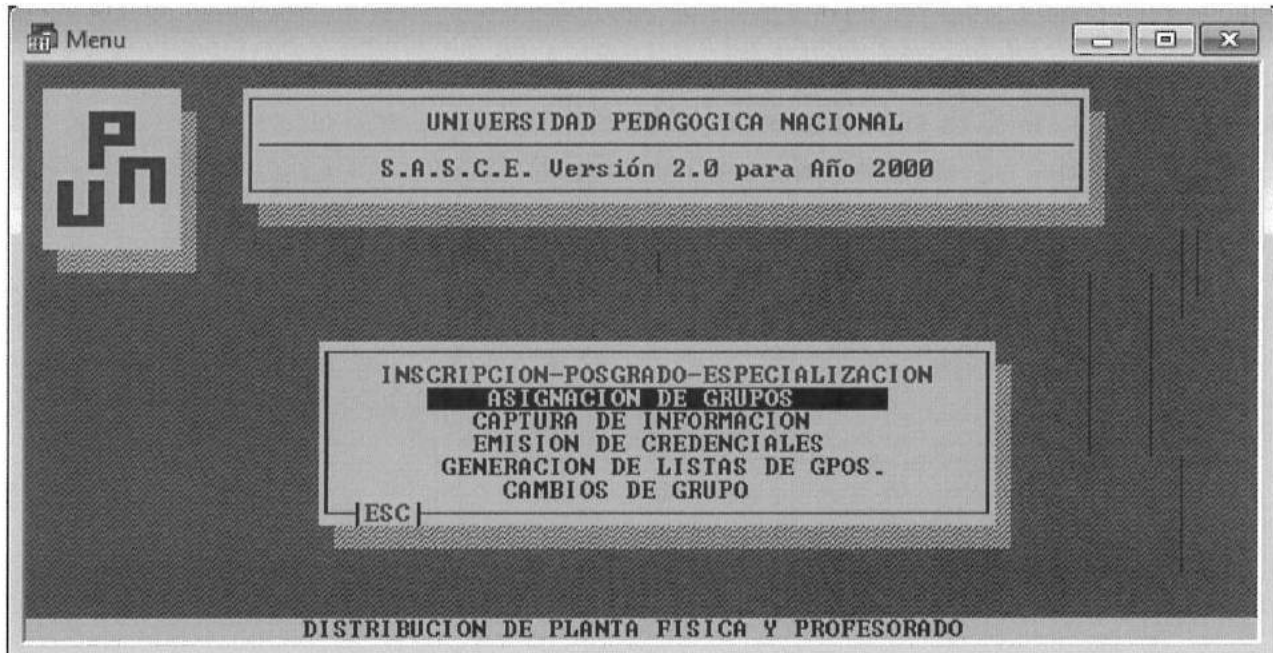 Menu
UPN
UNIVERSIDAD PEDAGOGICA NACIONAL
S.A.S.C.E. Versión 2.0 para Año 2000
INSCRIPCION-POSGRADO-ESPECIALIZACION
ASIGNACION DE GRUPOS
CAPTURA DE INFORMACION
EMISION DE CREDENCIALES
GENERACION DE LISTAS DE GPOS.
CAMBIOS DE GRUPO
ESC
DISTRIBUCION DE PLANTA FISICA Y PROFESORADO